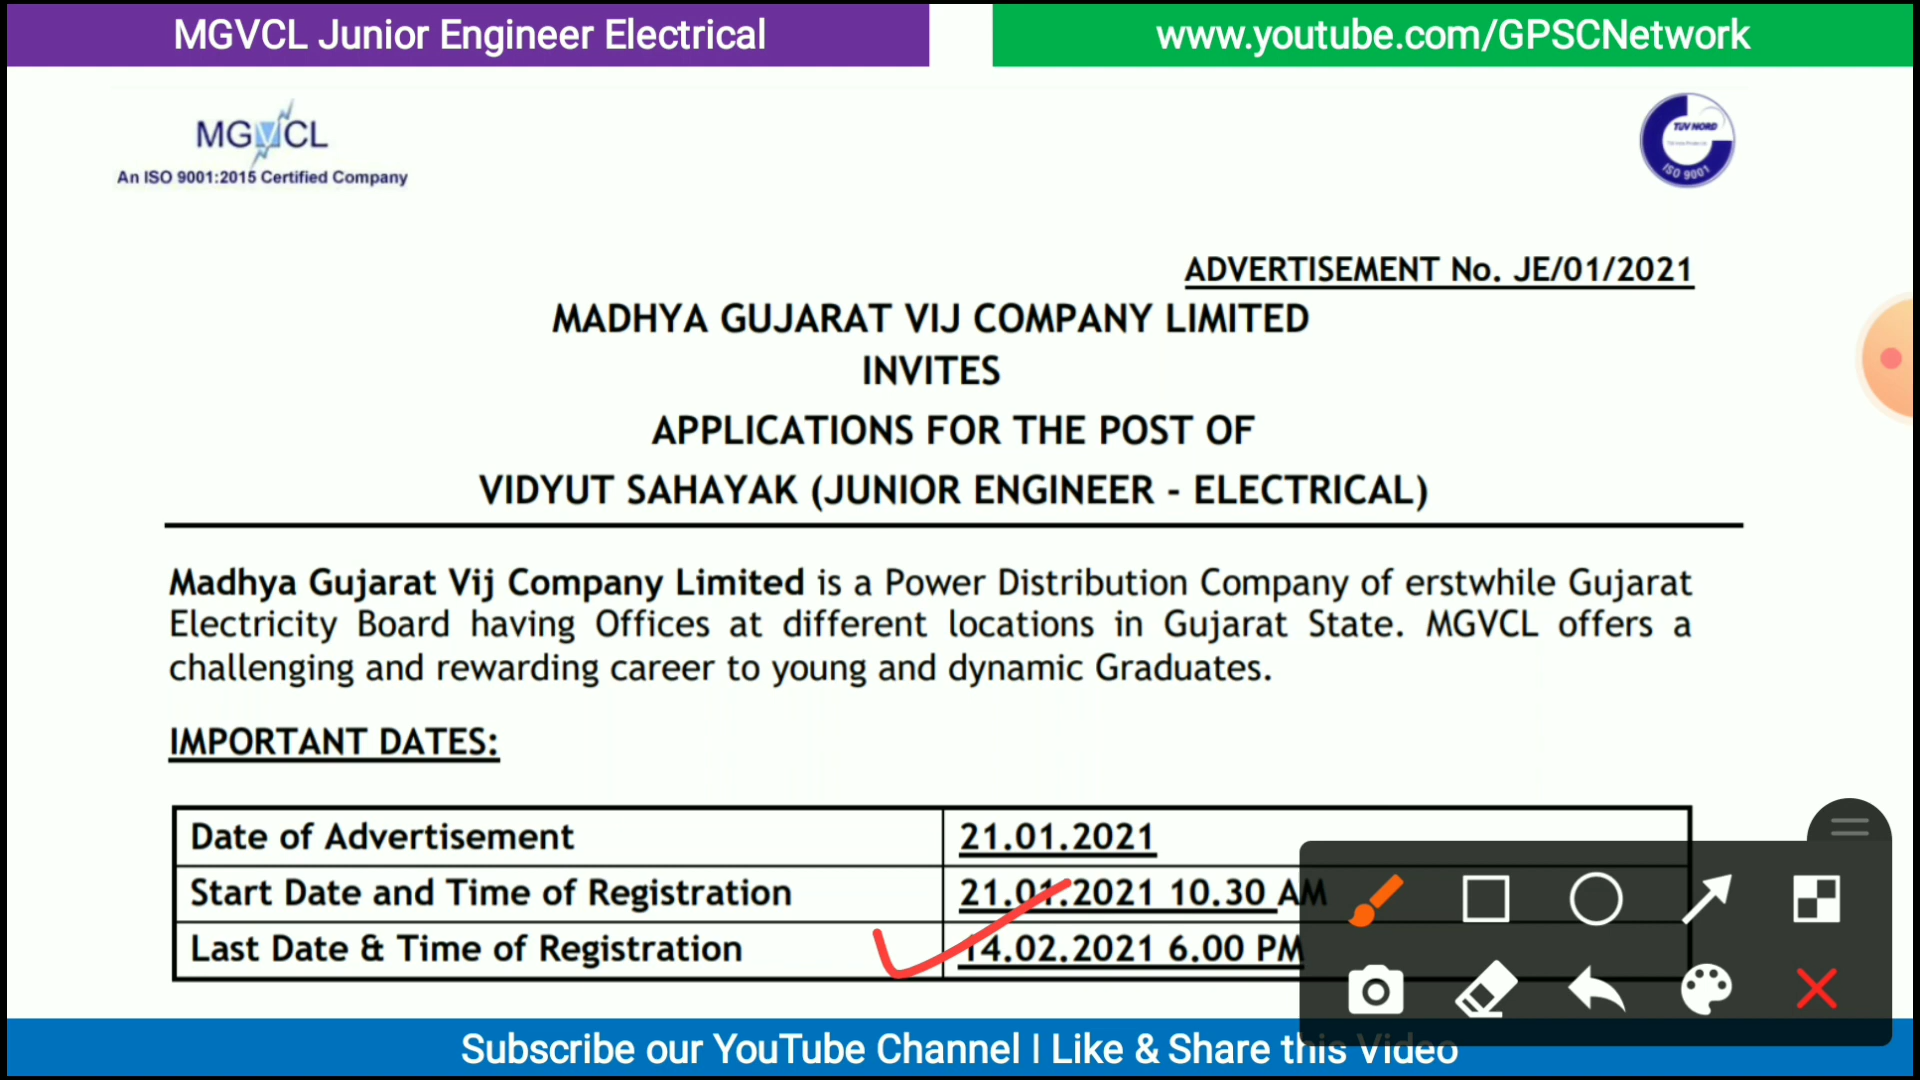 MGVCL Junior Engineer Electrical
www.youtube.com/GPSCNetwork
MGVCL
An ISO 9001:2015 Certified Company
TUV NORD
ISO 9001
ADVERTISEMENT No. JE/01/2021
MADHYA GUJARAT VIJ COMPANY LIMITED
INVITES
APPLICATIONS FOR THE POST OF
VIDYUT SAHAYAK (JUNIOR ENGINEER - ELECTRICAL)
Madhya Gujarat Vij Company Limited is a Power Distribution Company of erstwhile Gujarat
Electricity Board having Offices at different locations in Gujarat State. MGVCL offers a
challenging and rewarding career to young and dynamic Graduates.
IMPORTANT DATES:
Date of Advertisement 21.01.2021
Start Date and Time of Registration 21.01.2021 10.30 AM
Last Date & Time of Registration 14.02.2021 6.00 PM
Subscribe our YouTube Channel | Like & Share this Video